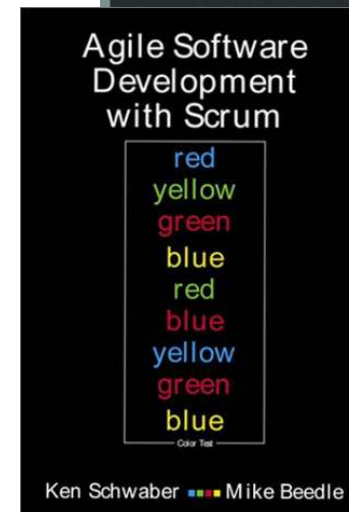 Agile Software
Development
with Scrum
red
yellow
green
blue
red
blue
yellow
green
blue
Color Test
Ken Schwaber Mike Beedle